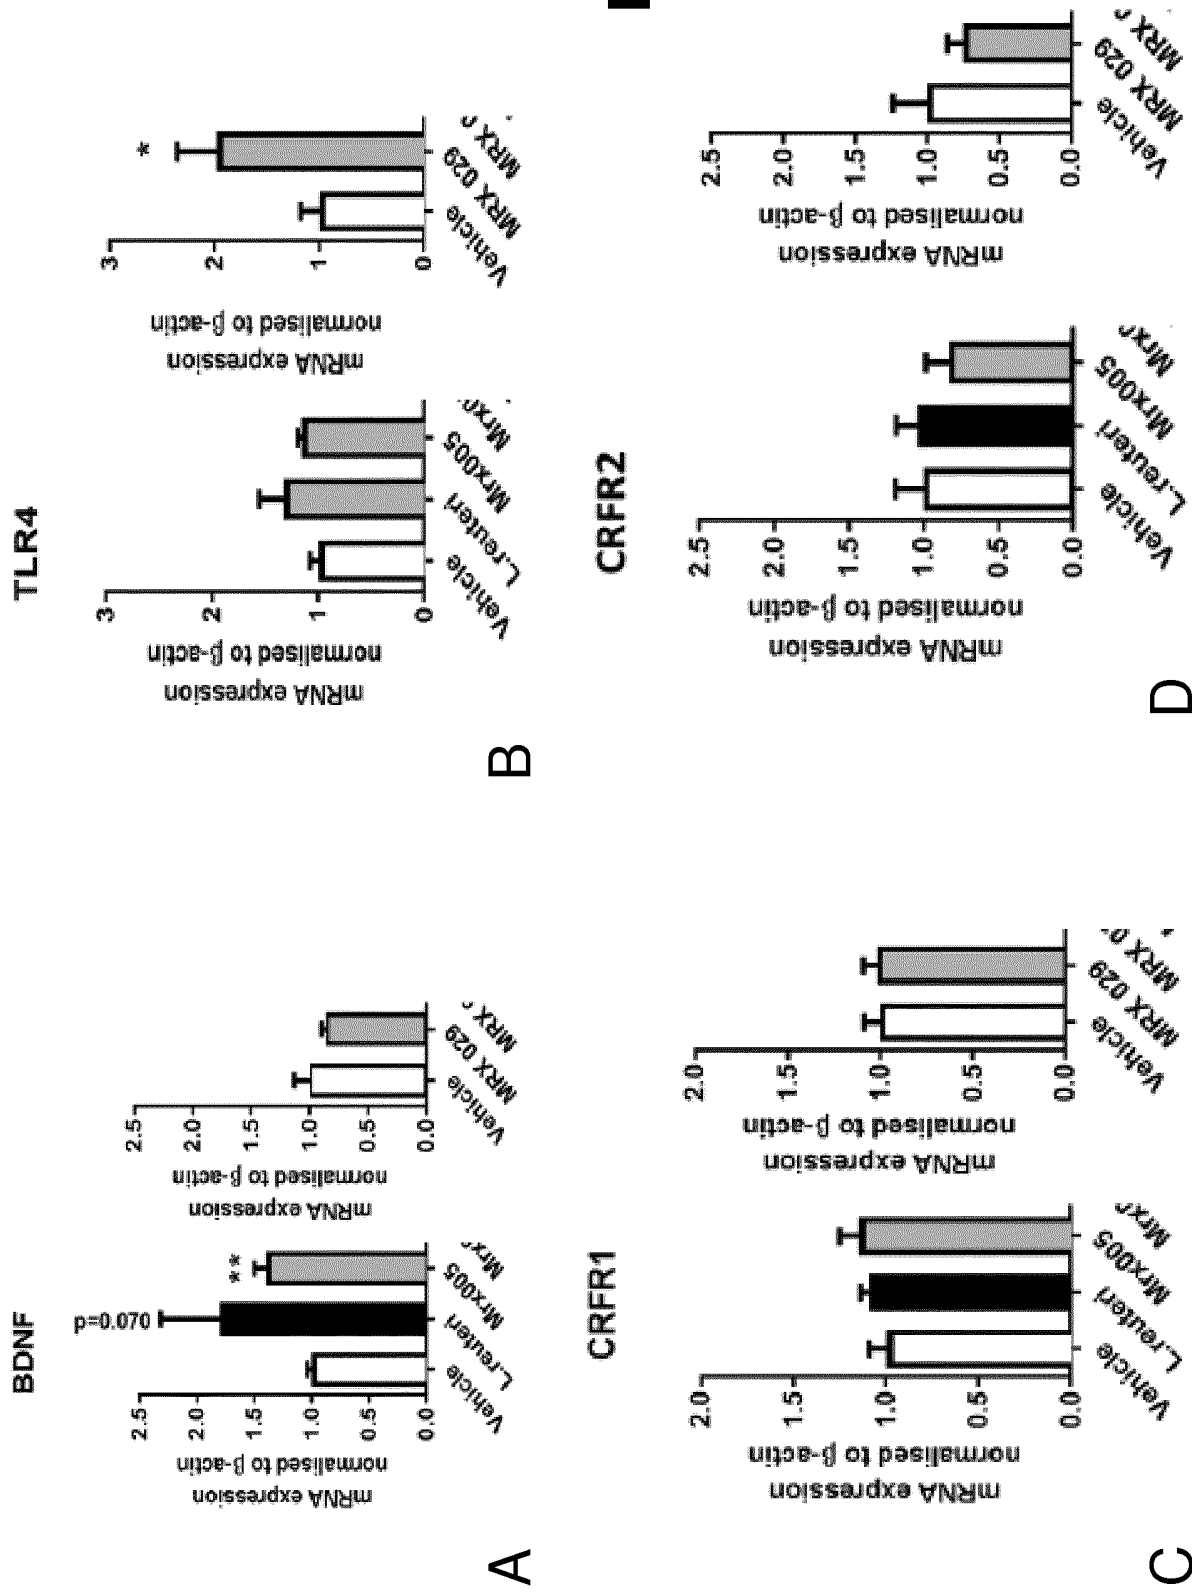 BDNF
mRNA expression
normalised to β-actin
2.5
2.0
1.5
1.0
0.5
0.0
p=0.070
**
Vehicle
L.reuteri
Mrx005
mRNA expression
normalised to β-actin
2.5
2.0
1.5
1.0
0.5
0.0
Vehicle
MRX 029
MRX
A
TLR4
mRNA expression
normalised to β-actin
3
2
1
0
Vehicle
L.reuteri
Mrx005
mRNA expression
normalised to β-actin
3
2
1
0
*
Vehicle
MRX 029
MRX
B
CRFR1
mRNA expression
normalised to β-actin
2.0
1.5
1.0
0.5
0.0
Vehicle
L.reuteri
Mrx005
mRNA expression
normalised to β-actin
2.0
1.5
1.0
0.5
0.0
Vehicle
MRX 029
MRX
C
CRFR2
mRNA expression
normalised to β-actin
2.5
2.0
1.5
1.0
0.5
0.0
Vehicle
L.reuteri
Mrx005
mRNA expression
normalised to β-actin
2.5
2.0
1.5
1.0
0.5
0.0
Vehicle
MRX 029
MRX
D